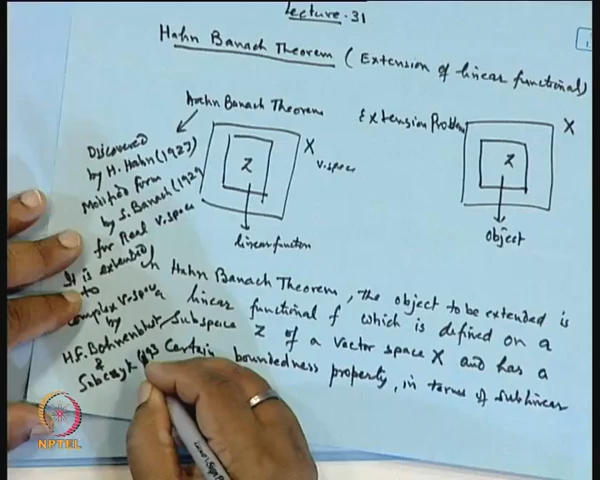 Lecture-31
Hahn Banach Theorem (Extension of linear functional)
Hahn Banach Theorem
Extension Problem
X
v.space
Z
linear function
X
Z
object
Discovered
by H. Hahn (1927)
Modified form
by S. Banach (1929
for Real v.space
It is extended
to
complex v.space
by
H.F. Bohnenblust
&
Sobczyk (193
In Hahn Banach Theorem, the object to be extended is
a linear functional f which is defined on a
Subspace Z of a vector space X and has a
Certain boundedness property, in terms of sublinear
NPTEL